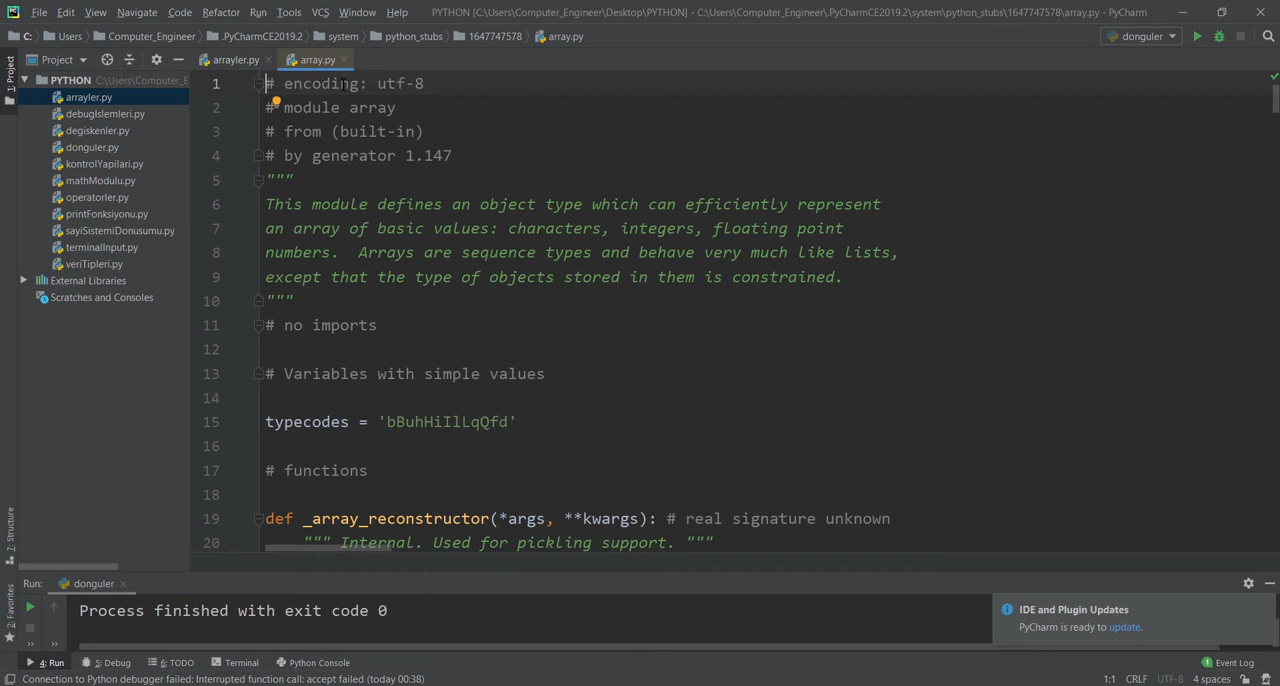 File Edit View Navigate Code Refactor Run Tools VCS Window Help PYTHON [C:\Users\Computer_Engineer\Desktop\PYTHON] - C:\Users\Computer_Engineer\.PyCharmCE2019.2\system\python_stubs\1647747578\array.py - PyCharm
C: Users Computer_Engineer .PyCharmCE2019.2 system python_stubs 1647747578 array.py donguler
Project arrayler.py array.py
1: Project
PYTHON C:\Users\Computer_E
arrayler.py
debugIslemleri.py
degiskenler.py
donguler.py
kontrolYapilari.py
mathModulu.py
operatorler.py
printFonksiyonu.py
sayiSistemiDonusumu.py
terminalInput.py
veriTipleri.py
External Libraries
Scratches and Consoles
1 # encoding: utf-8
2 # module array
3 # from (built-in)
4 # by generator 1.147
5 """
6 This module defines an object type which can efficiently represent
7 an array of basic values: characters, integers, floating point
8 numbers.  Arrays are sequence types and behave very much like lists,
9 except that the type of objects stored in them is constrained.
10 """
11 # no imports
12
13 # Variables with simple values
14
15 typecodes = 'bBuhHiIlLqQfd'
16
17 # functions
18
19 def _array_reconstructor(*args, **kwargs): # real signature unknown
20 """ Internal. Used for pickling support. """
7: Structure
2: Favorites
Run: donguler
Process finished with exit code 0
IDE and Plugin Updates
PyCharm is ready to update.
4: Run 5: Debug 6: TODO Terminal Python Console 1 Event Log
Connection to Python debugger failed: Interrupted function call: accept failed (today 00:38) 1:1 CRLF UTF-8 4 spaces